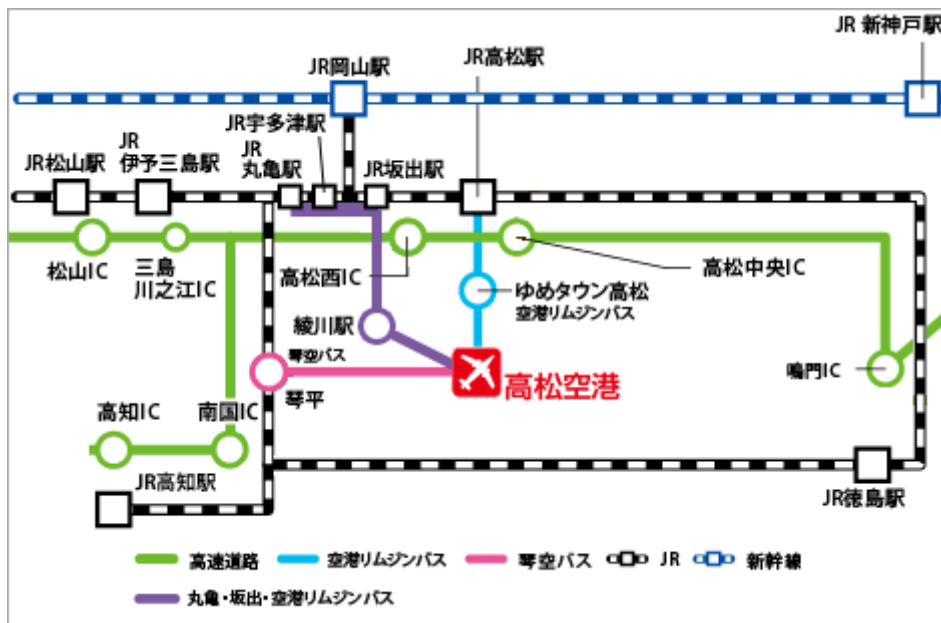 JR 新神戸駅
JR高松駅
JR岡山駅
JR宇多津駅
JR
丸亀駅
JR坂出駅
JR
伊予三島駅
JR松山駅
松山IC
三島
川之江IC
高松西IC
高松中央IC
ゆめタウン高松
空港リムジンバス
綾川駅
琴空バス
琴平
高松空港
鳴門IC
高知IC
南国IC
JR高知駅
JR徳島駅
高速道路
空港リムジンバス
琴空バス
JR
新幹線
丸亀・坂出・空港リムジンバス